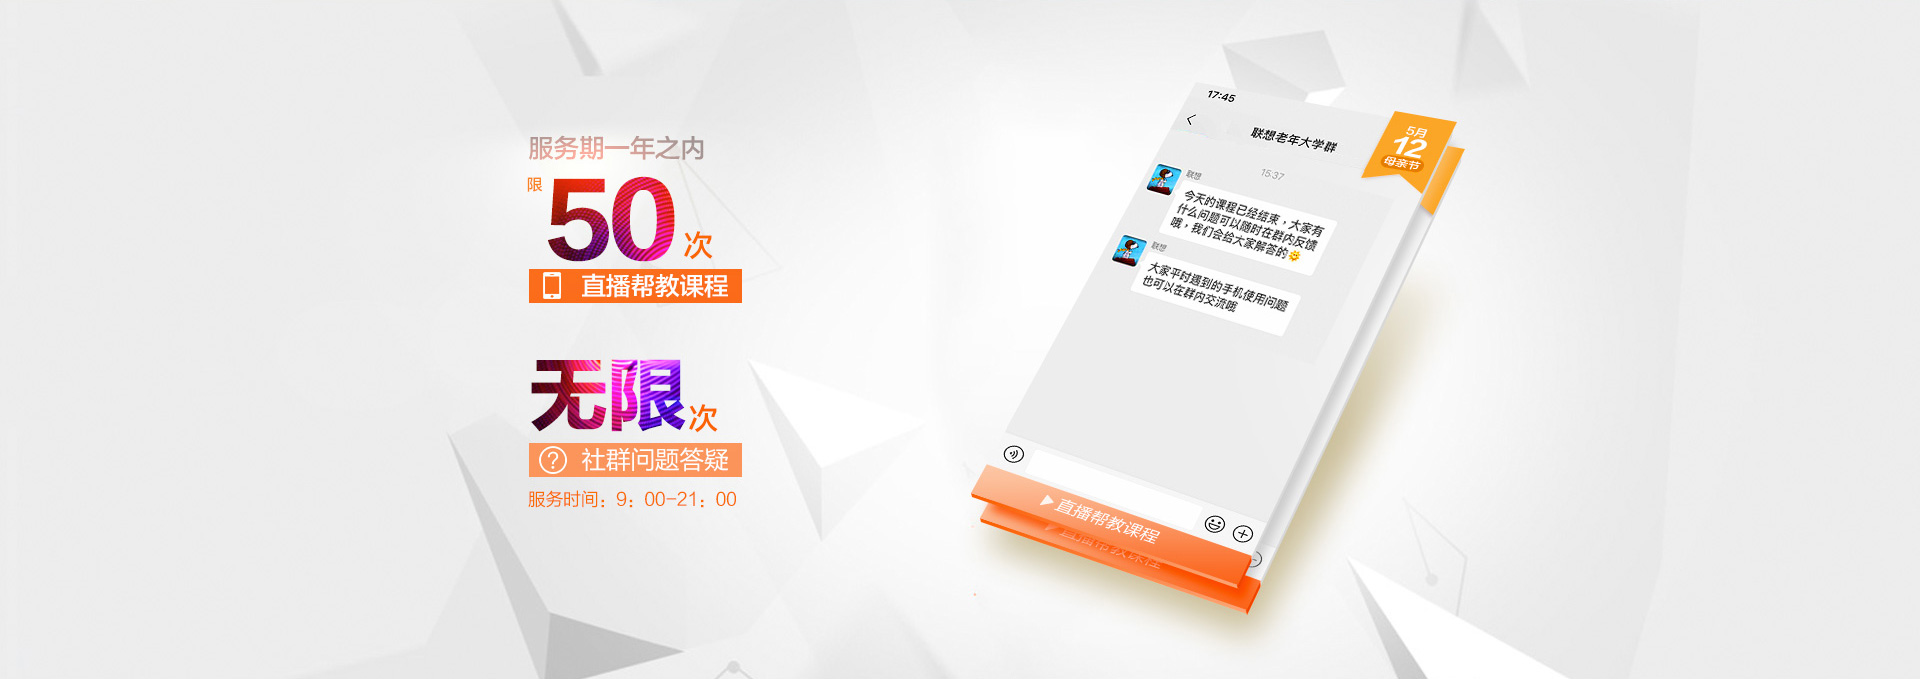 服务期一年之内
限50次
直播帮教课程
无限次
社群问题答疑
服务时间：9：00-21：00
17:45
联想老年大学群
5月
12
母亲节
15:37
联想
今天的课程已经结束，大家有
什么问题可以随时在群内反馈
哦，我们会给大家解答的
联想
大家平时遇到的手机使用问题
也可以在群内交流哦
直播帮教课程
直播帮教课程